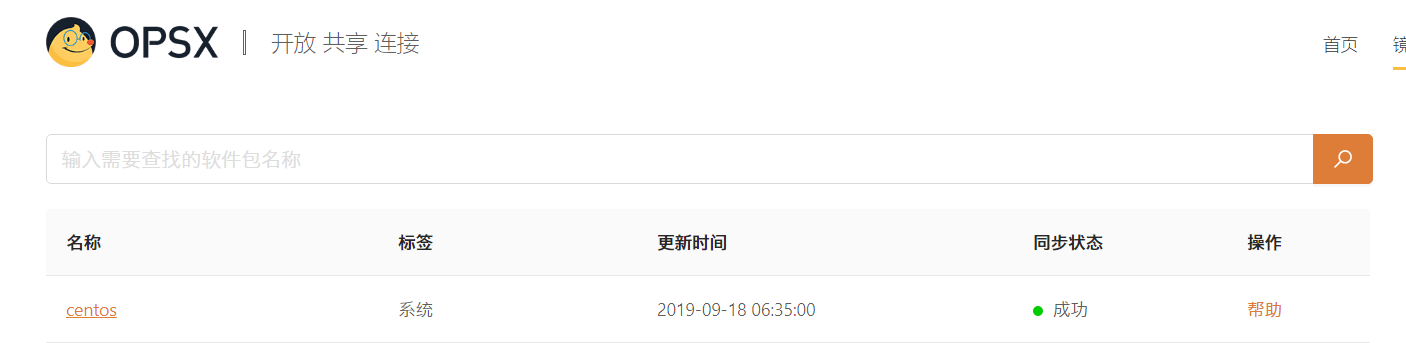 OPSX 开放 共享 连接 首页 镜
输入需要查找的软件包名称
名称 标签 更新时间 同步状态 操作
centos 系统 2019-09-18 06:35:00 成功 帮助